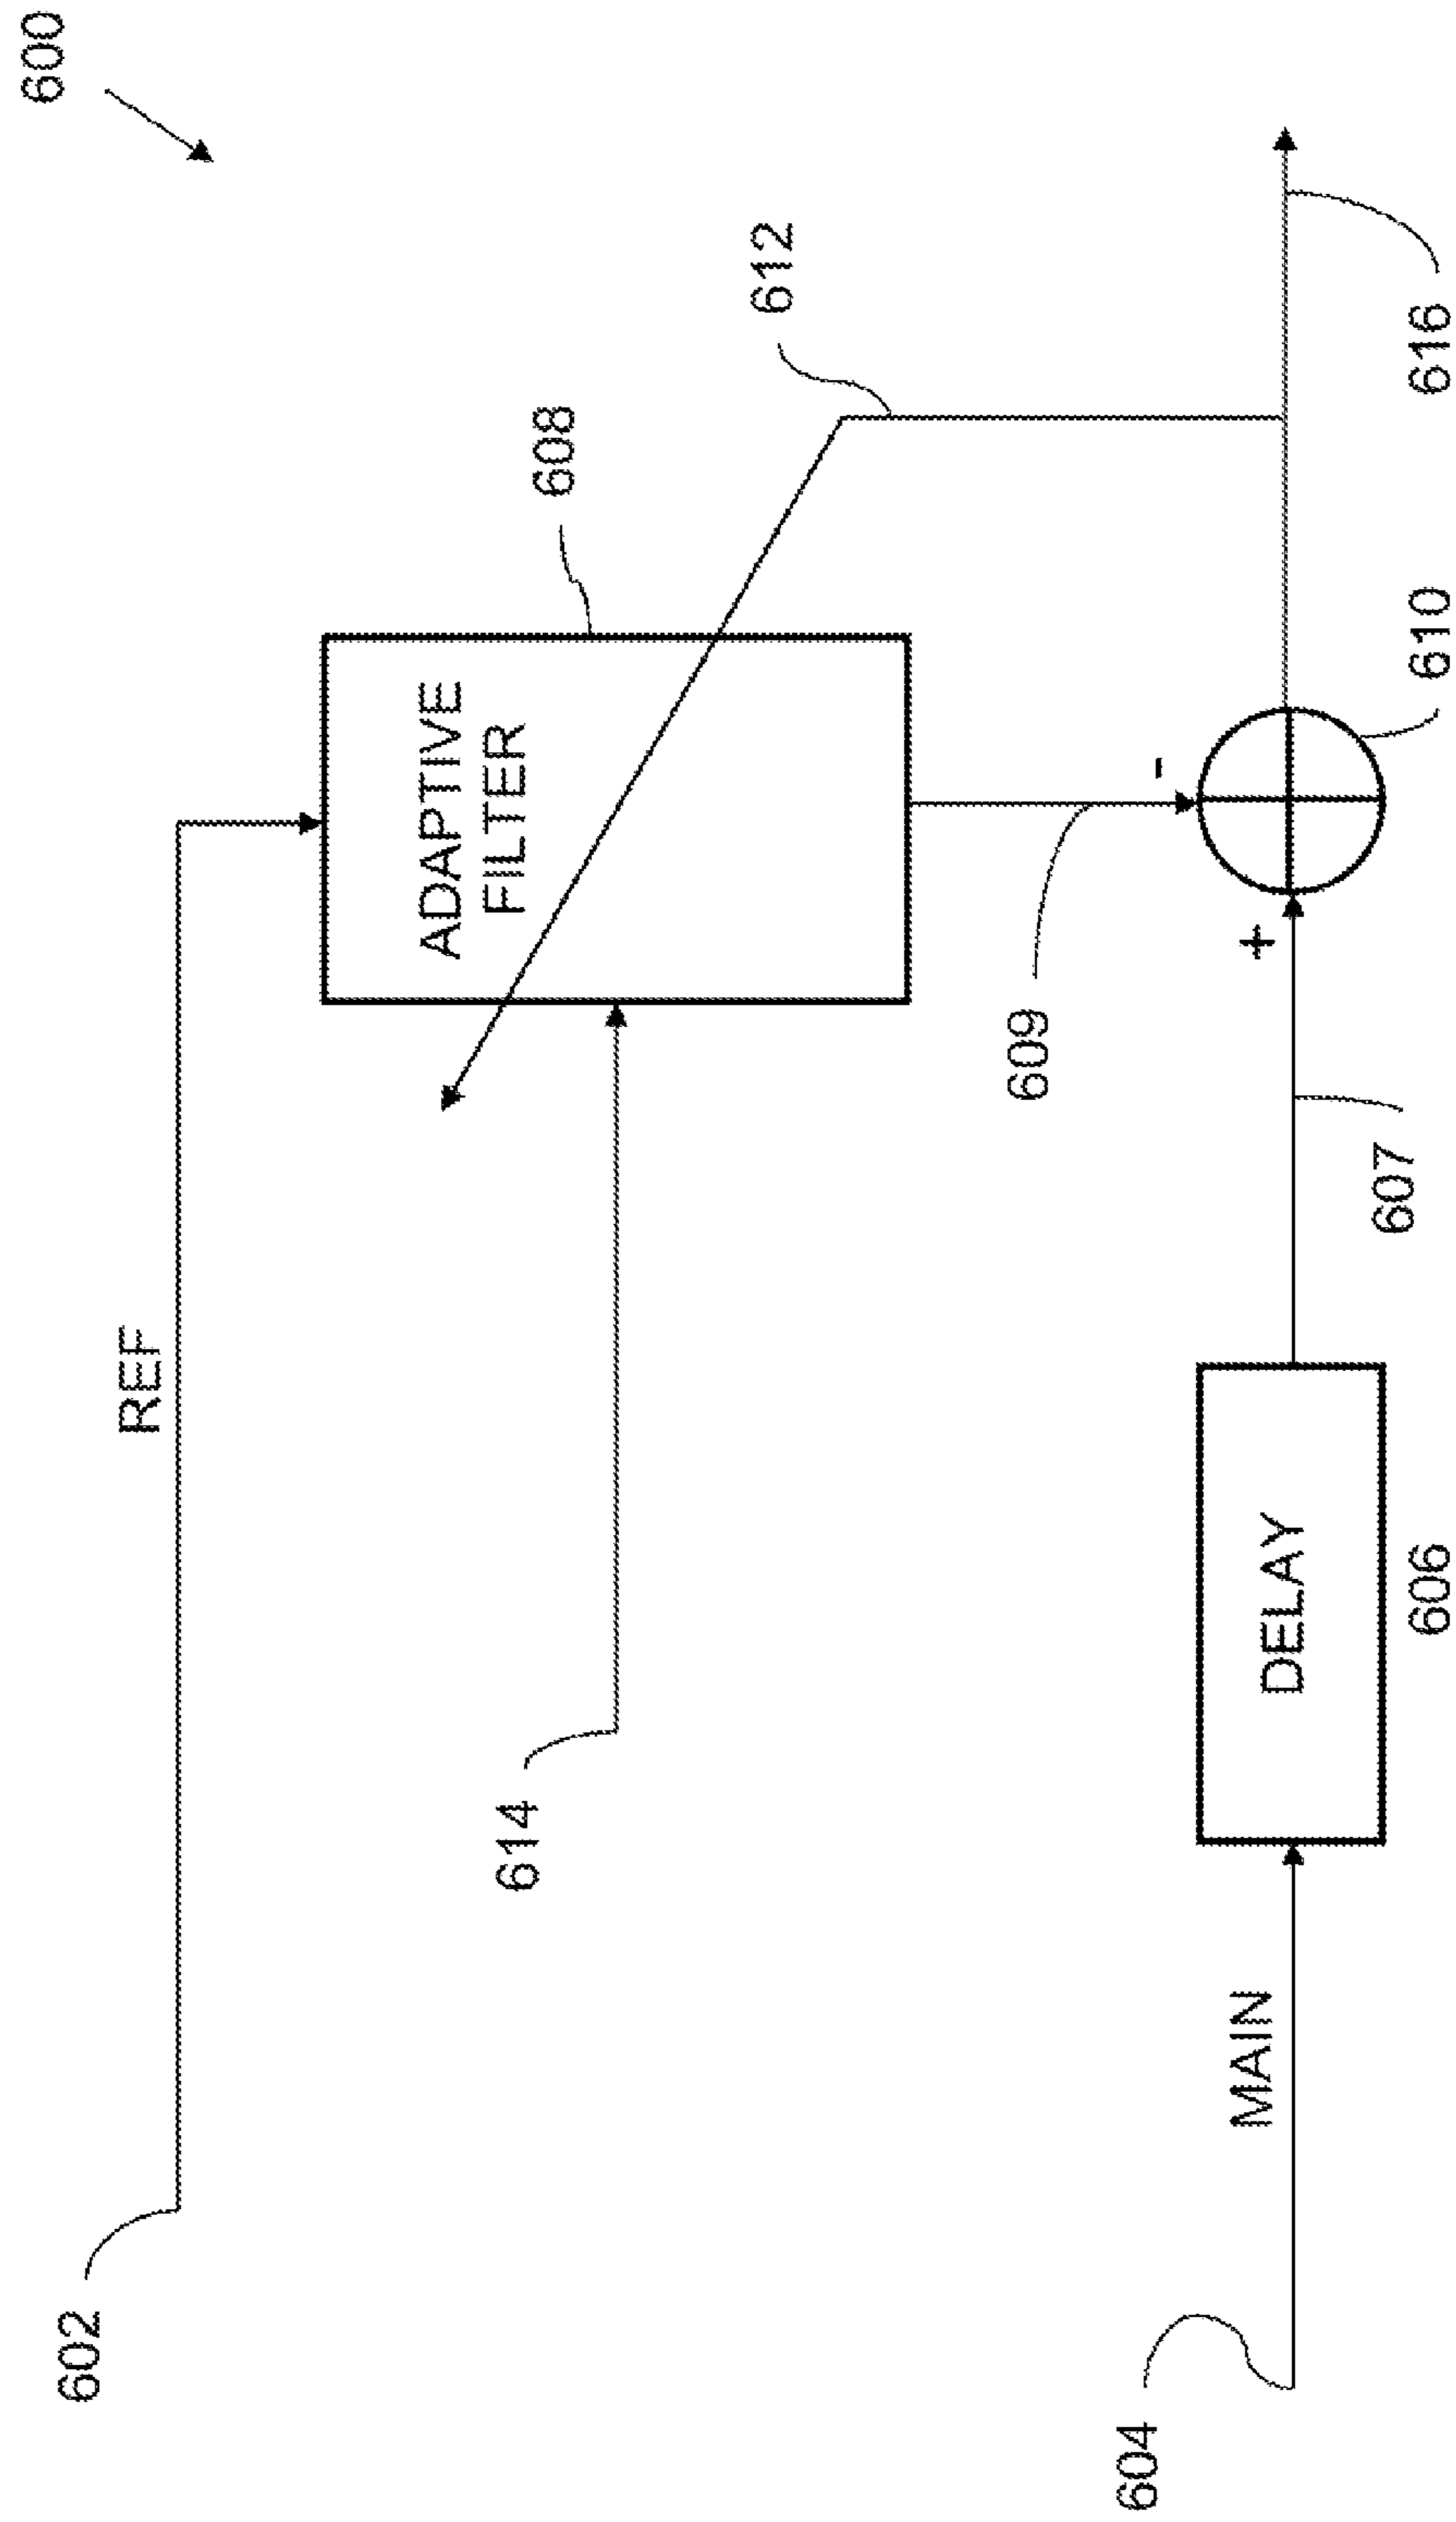 600
602
REF
608
ADAPTIVE
FILTER
612
614
609
-
+
604
MAIN
DELAY
606
607
610
616